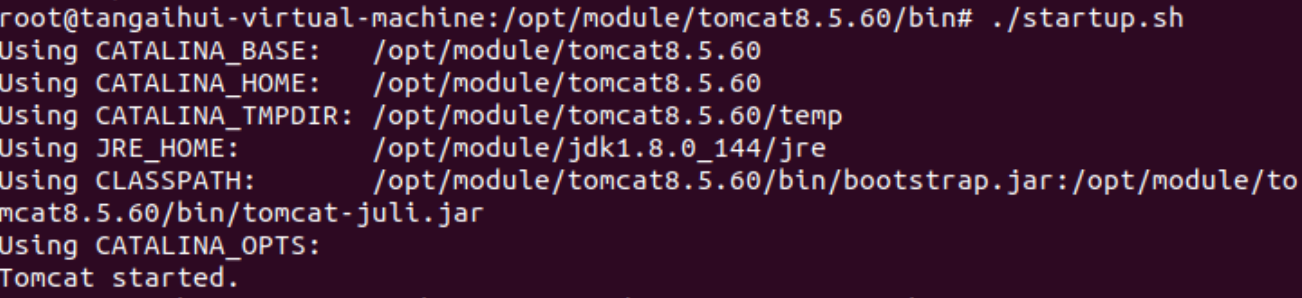 root@tangaihui-virtual-machine:/opt/module/tomcat8.5.60/bin# ./startup.sh
Using CATALINA_BASE:   /opt/module/tomcat8.5.60
Using CATALINA_HOME:   /opt/module/tomcat8.5.60
Using CATALINA_TMPDIR: /opt/module/tomcat8.5.60/temp
Using JRE_HOME:        /opt/module/jdk1.8.0_144/jre
Using CLASSPATH:       /opt/module/tomcat8.5.60/bin/bootstrap.jar:/opt/module/to
mcat8.5.60/bin/tomcat-juli.jar
Using CATALINA_OPTS:
Tomcat started.